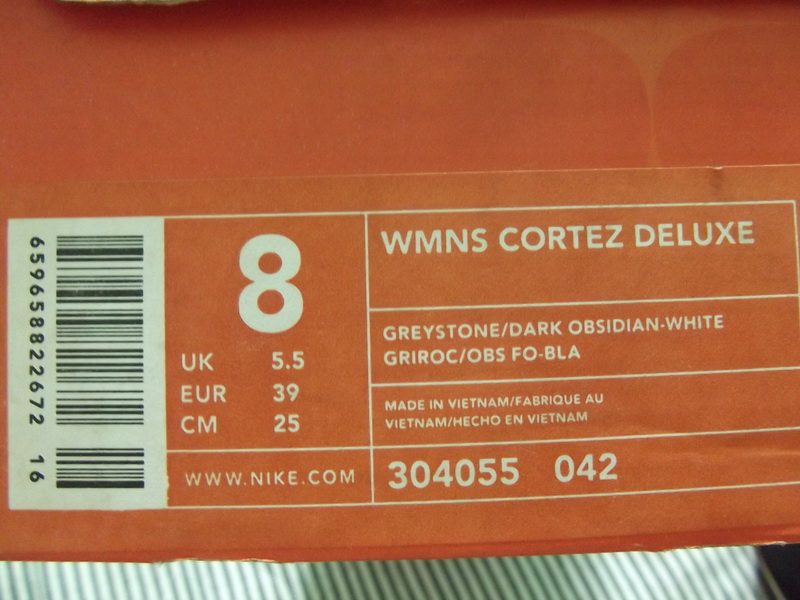 659658822672 16
8
UK 5.5
EUR 39
CM 25
WWW.NIKE.COM
WMNS CORTEZ DELUXE
GREYSTONE/DARK OBSIDIAN-WHITE
GRIROC/OBS FO-BLA
MADE IN VIETNAM/FABRIQUE AU
VIETNAM/HECHO EN VIETNAM
304055 042